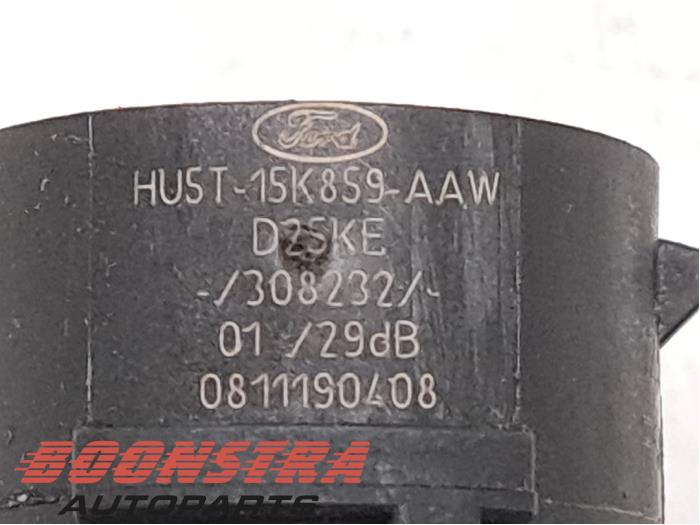 Ford
HU5T-15K859-AAW
D25KE
-/308232/-
01 /29dB
0811190408
BOONSTRA
AUTOPARTS